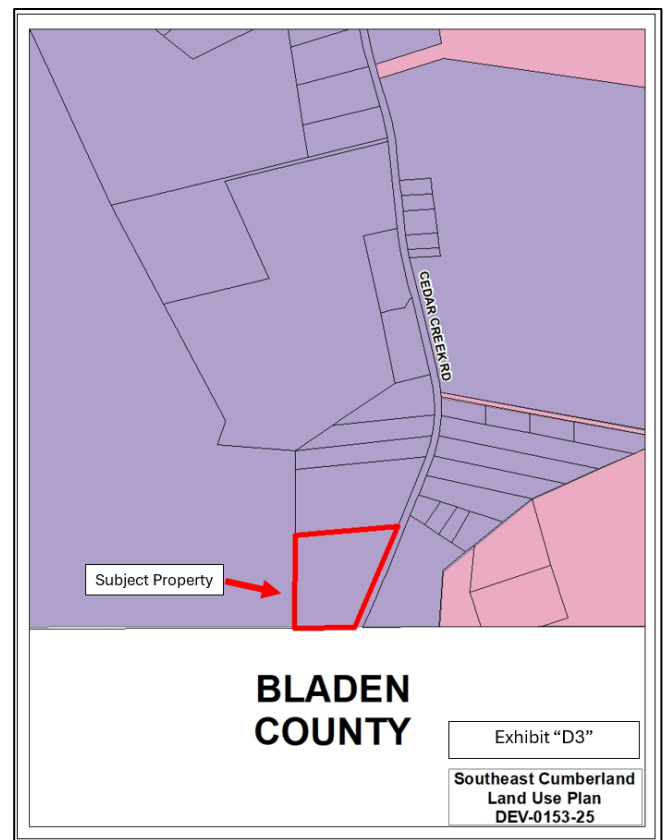 CEDAR CREEK RD
Subject Property
BLADEN
COUNTY
Exhibit “D3”
Southeast Cumberland
Land Use Plan
DEV-0153-25